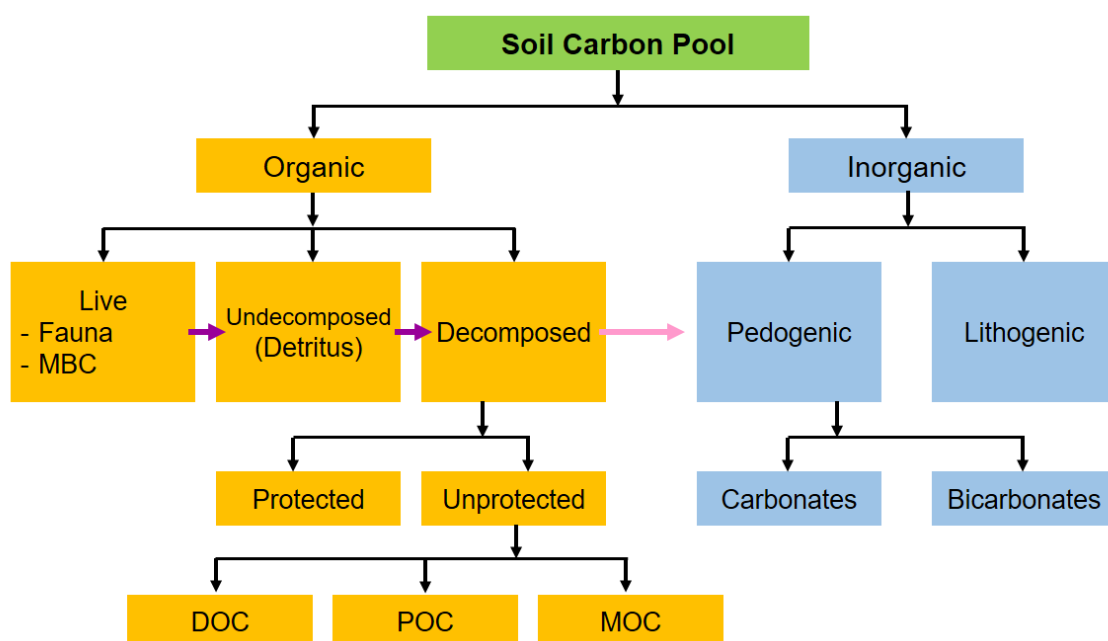 Soil Carbon Pool
Organic
Inorganic
Live
- Fauna
- MBC
Undecomposed
(Detritus)
Decomposed
Pedogenic
Lithogenic
Protected
Unprotected
Carbonates
Bicarbonates
DOC
POC
MOC